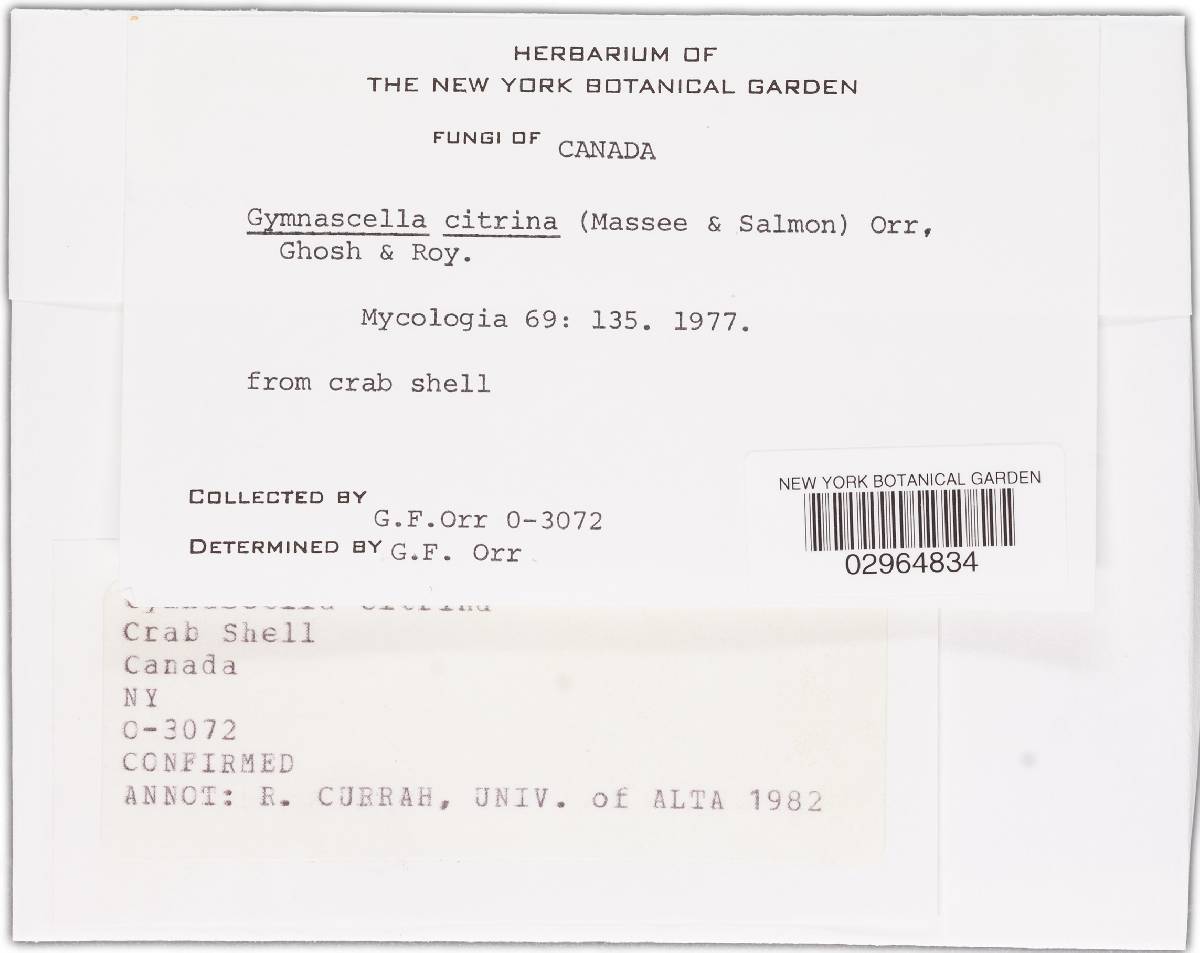 HERBARIUM OF
THE NEW YORK BOTANICAL GARDEN
FUNGI OF CANADA
Gymnascella citrina (Massee & Salmon) Orr,
Ghosh & Roy.
Mycologia 69: 135. 1977.
from crab shell
COLLECTED BY G.F.Orr O-3072
DETERMINED BY G.F. Orr
NEW YORK BOTANICAL GARDEN
02964834
Gymnascella citrina
Crab Shell
Canada
NY
O-3072
CONFIRMED
ANNOT: R. CURRAH, UNIV. of ALTA 1982